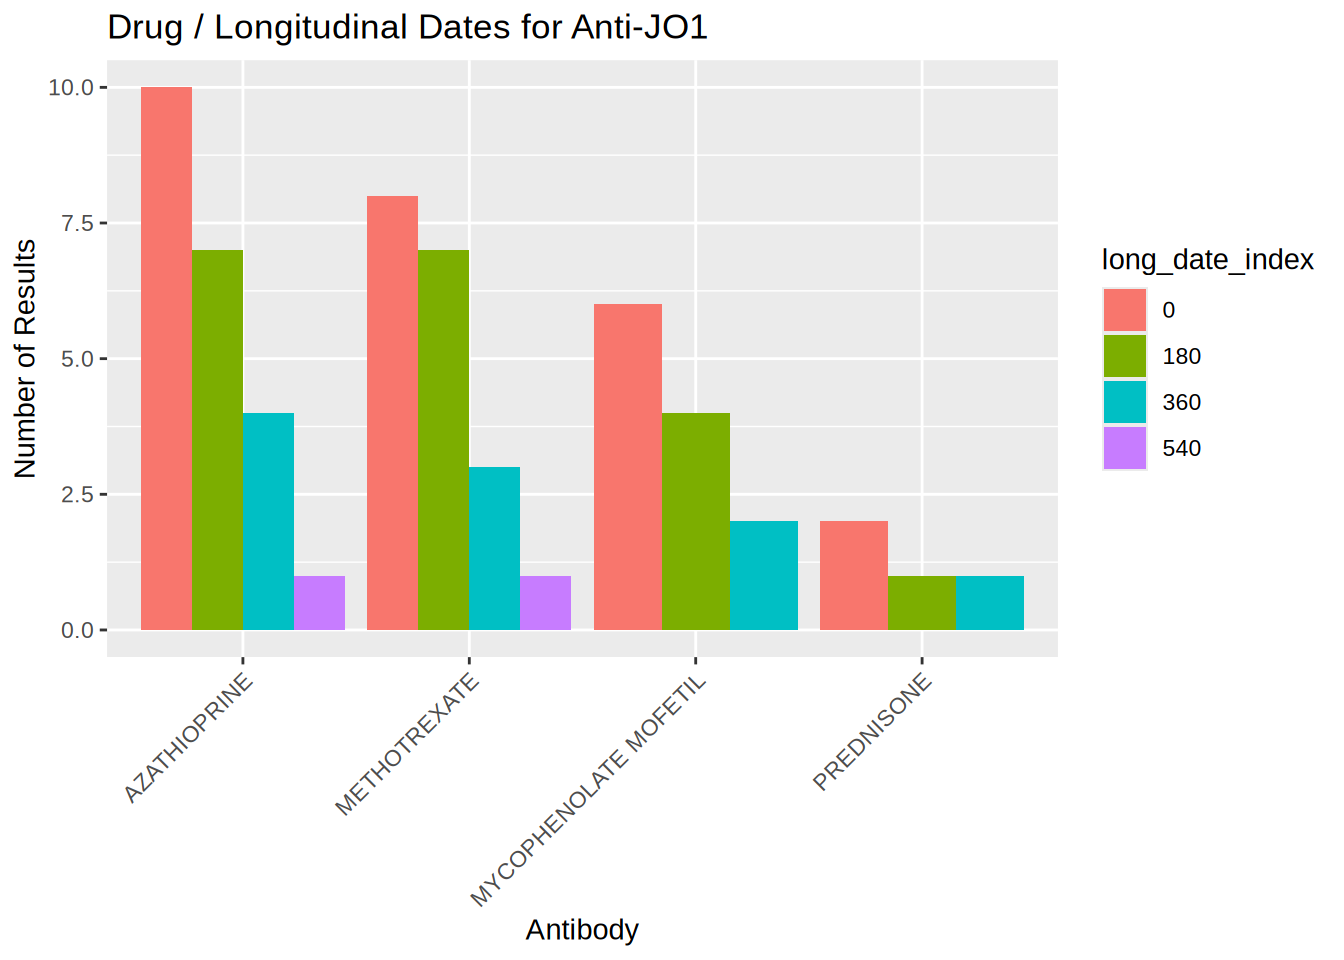 Drug / Longitudinal Dates for Anti-JO1
10.0
7.5
5.0
2.5
0.0
Number of Results
AZATHIOPRINE
METHOTREXATE
MYCOPHENOLATE MOFETIL
PREDNISONE
Antibody
long_date_index
0
180
360
540